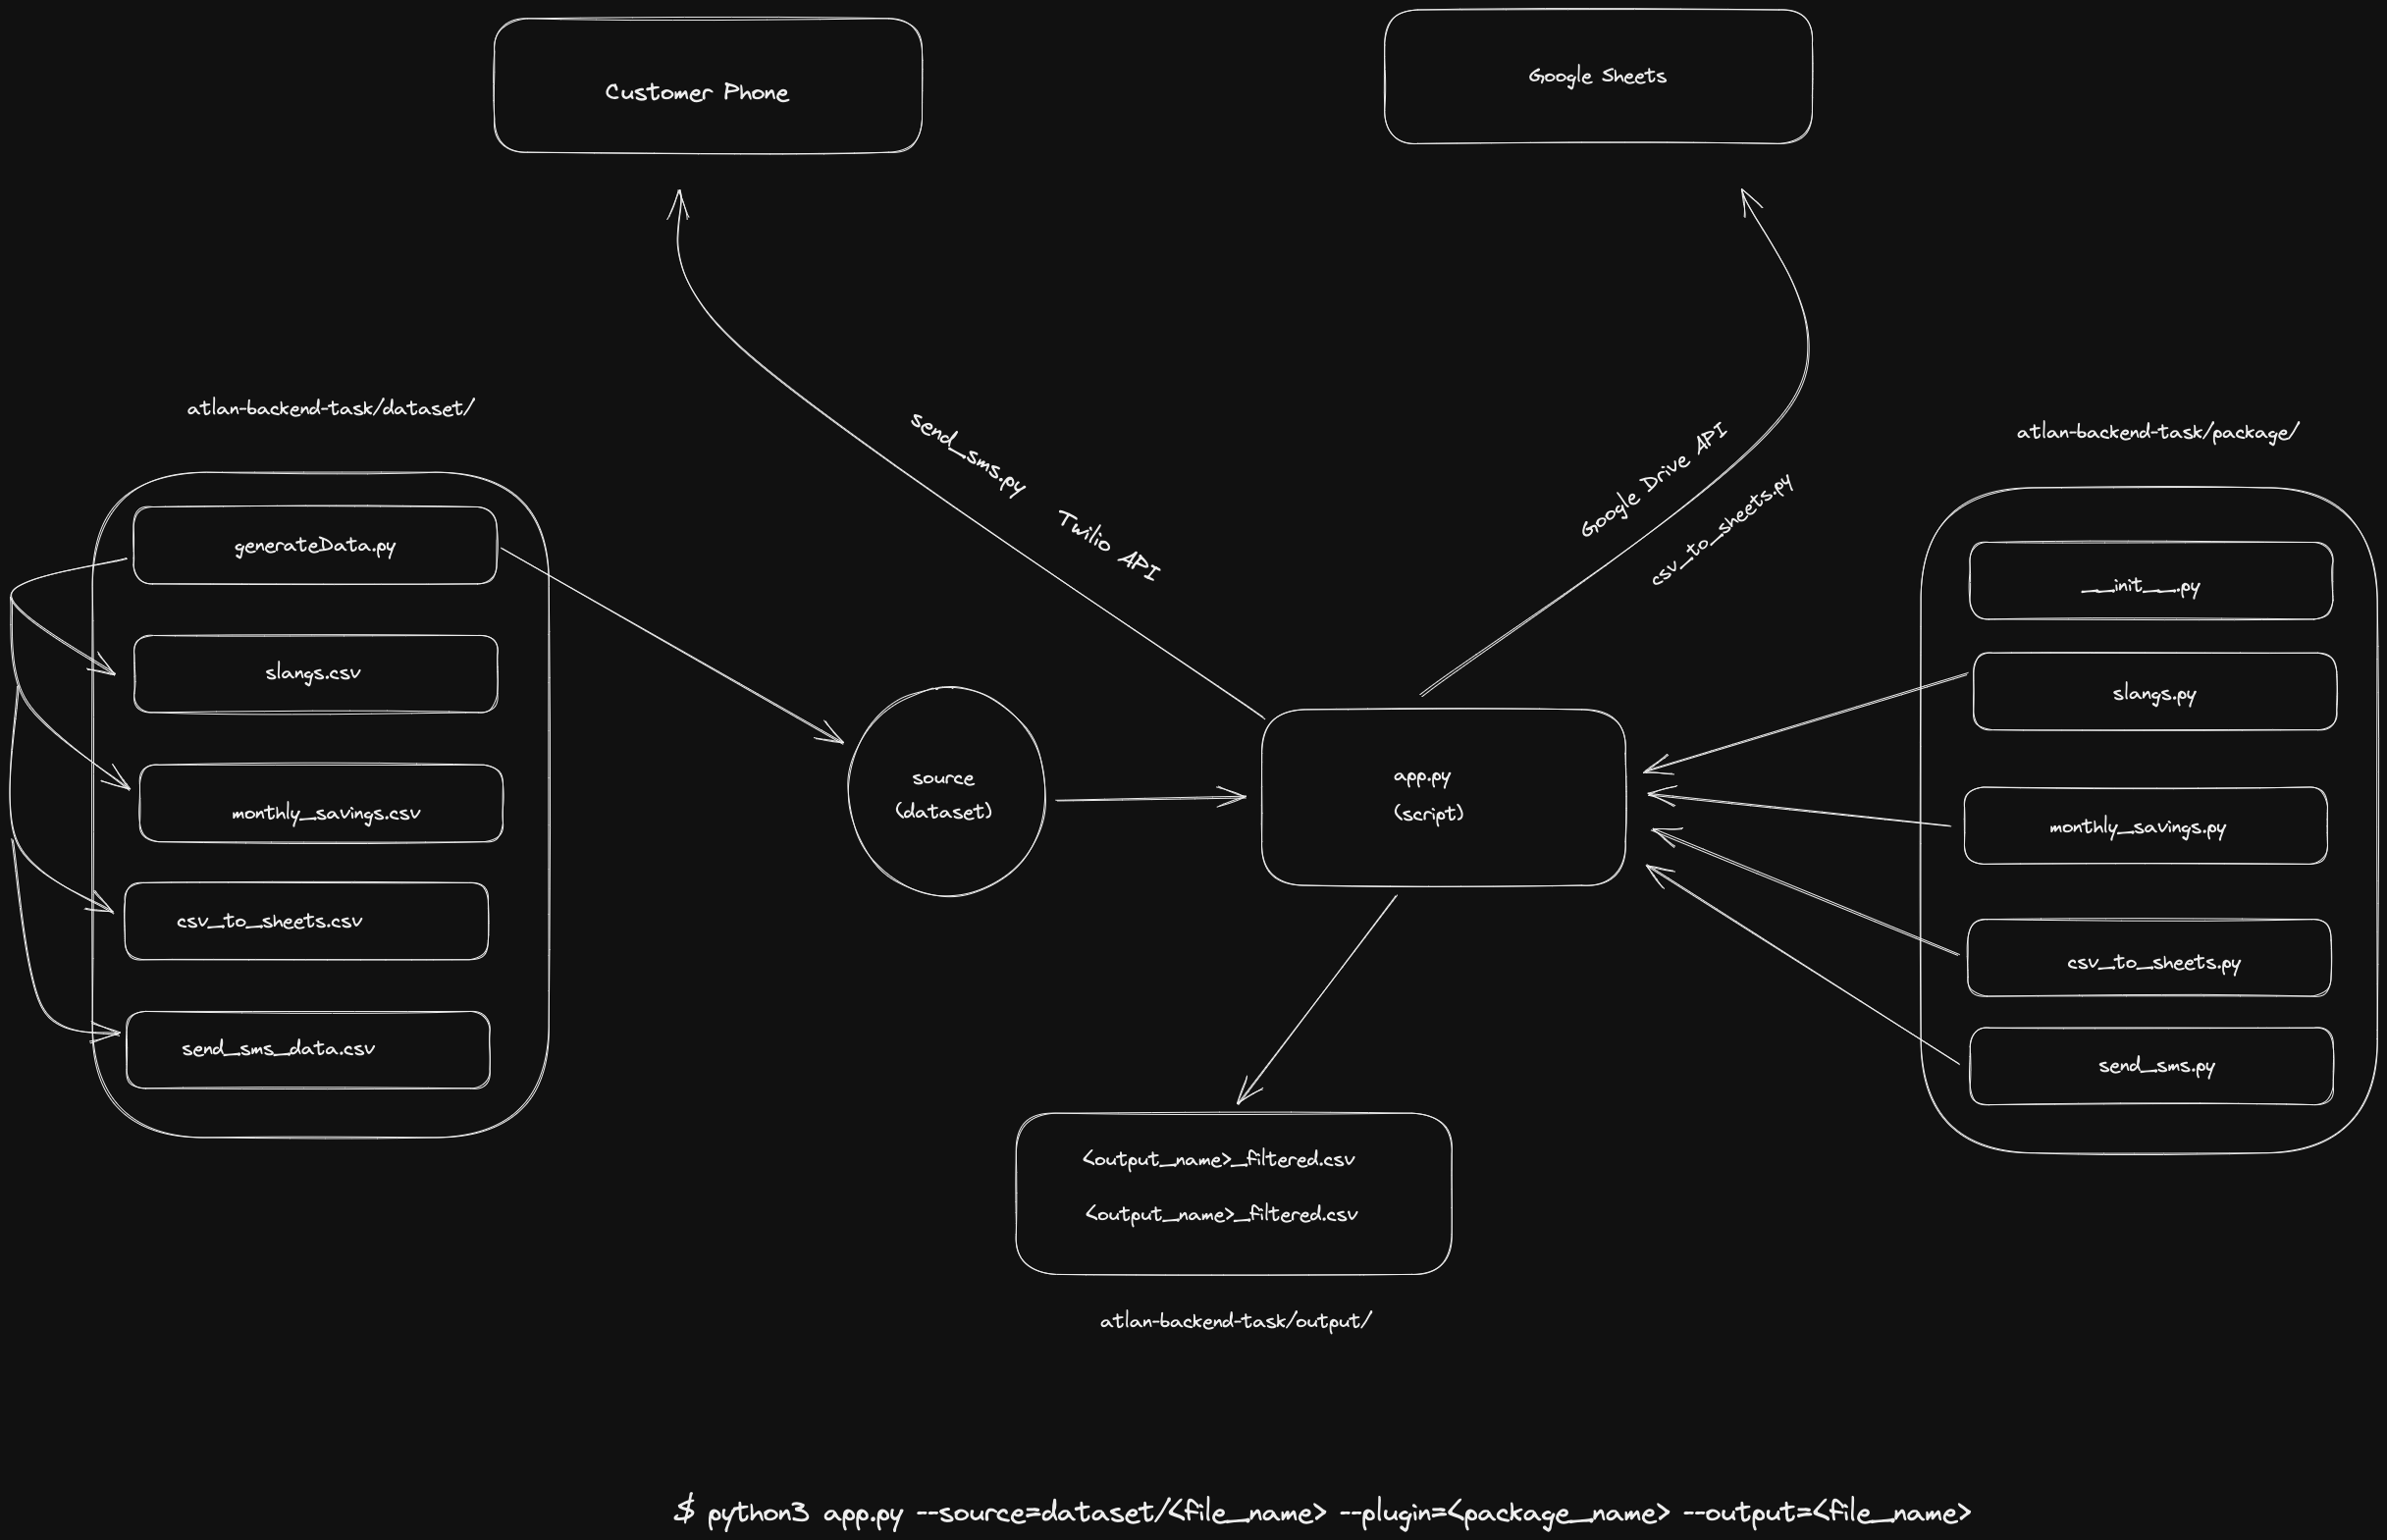 Customer Phone
Google Sheets
atlan-backend-task/dataset/
generateData.py
slangs.csv
monthly_savings.csv
csv_to_sheets.csv
send_sms_data.csv
send_sms.py Twilio API
Google Drive API
csv_to_sheets.py
source
(dataset)
app.py
(script)
atlan-backend-task/package/
__init__.py
slangs.py
monthly_savings.py
csv_to_sheets.py
send_sms.py
<output_name>_filtered.csv
<output_name>_filtered.csv
atlan-backend-task/output/
$ python3 app.py --source=dataset/<file_name> --plugin=<package_name> --output=<file_name>